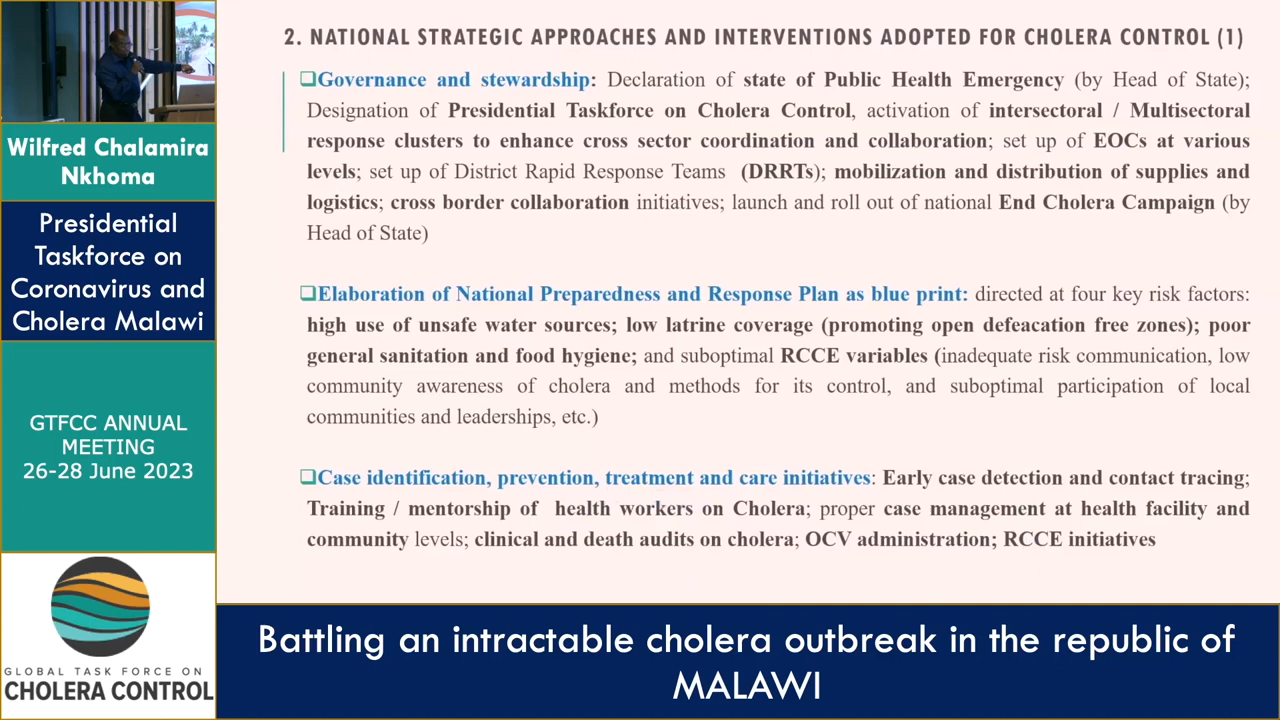 2. NATIONAL STRATEGIC APPROACHES AND INTERVENTIONS ADOPTED FOR CHOLERA CONTROL (1)
❑Governance and stewardship: Declaration of state of Public Health Emergency (by Head of State);
Designation of Presidential Taskforce on Cholera Control, activation of intersectoral / Multisectoral
response clusters to enhance cross sector coordination and collaboration; set up of EOCs at various
levels; set up of District Rapid Response Teams (DRRTs); mobilization and distribution of supplies and
logistics; cross border collaboration initiatives; launch and roll out of national End Cholera Campaign (by
Head of State)
❑Elaboration of National Preparedness and Response Plan as blue print: directed at four key risk factors:
high use of unsafe water sources; low latrine coverage (promoting open defeacation free zones); poor
general sanitation and food hygiene; and suboptimal RCCE variables (inadequate risk communication, low
community awareness of cholera and methods for its control, and suboptimal participation of local
communities and leaderships, etc.)
❑Case identification, prevention, treatment and care initiatives: Early case detection and contact tracing;
Training / mentorship of health workers on Cholera; proper case management at health facility and
community levels; clinical and death audits on cholera; OCV administration; RCCE initiatives
Wilfred Chalamira
Nkhoma
Presidential
Taskforce on
Coronavirus and
Cholera Malawi
GTFCC ANNUAL
MEETING
26-28 June 2023
GLOBAL TASK FORCE ON
CHOLERA CONTROL
Battling an intractable cholera outbreak in the republic of
MALAWI